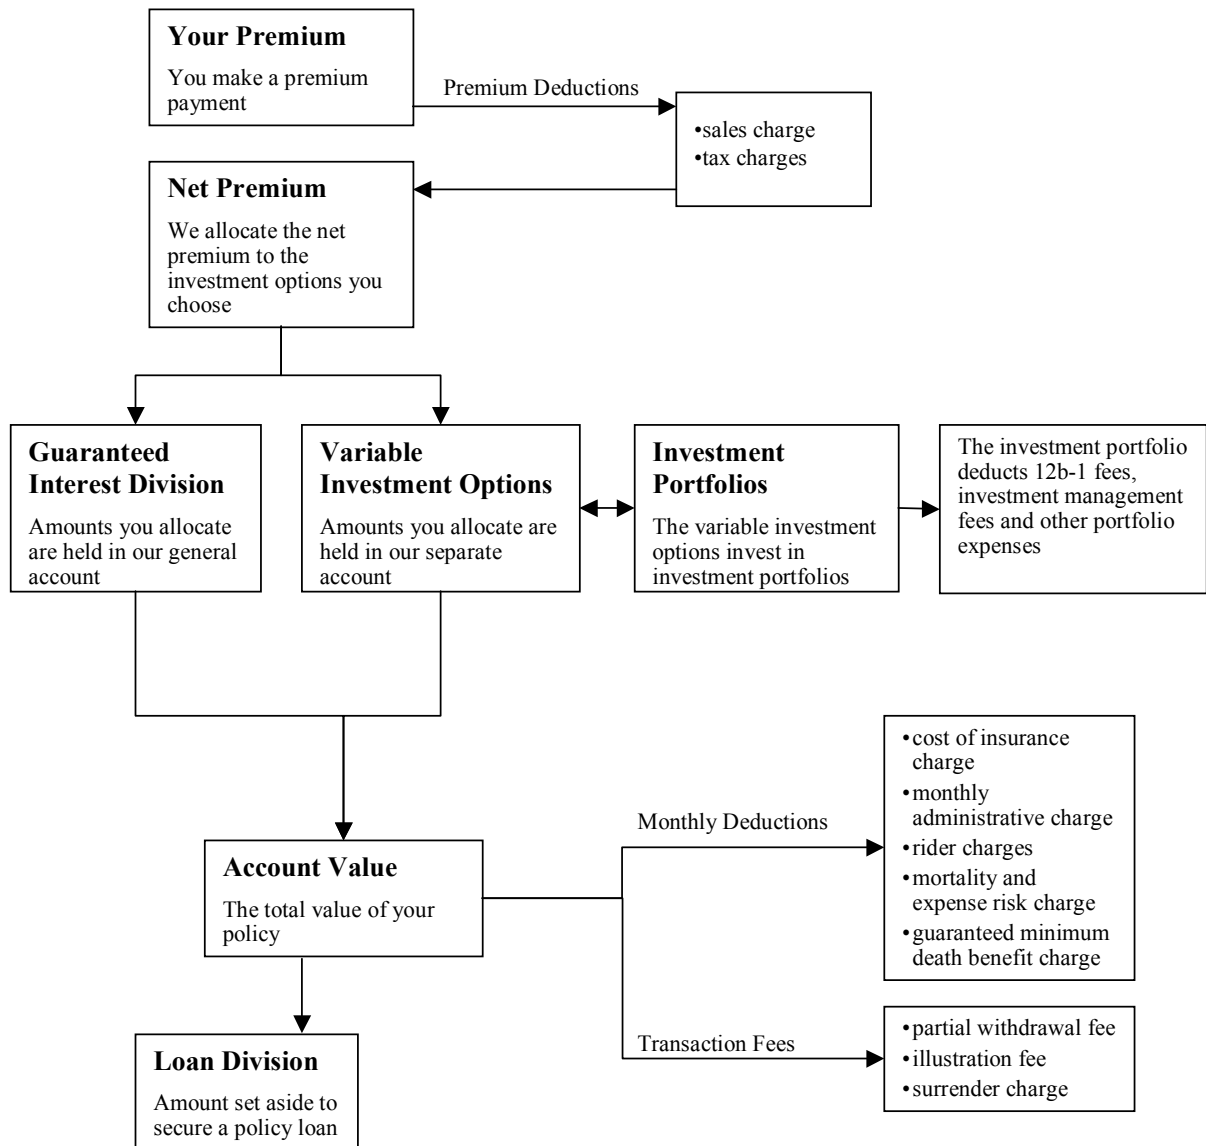 Your Premium
You make a premium
payment
Premium Deductions
•sales charge
•tax charges
Net Premium
We allocate the net
premium to the
investment options you
choose
Guaranteed
Interest Division
Amounts you allocate
are held in our general
account
Variable
Investment Options
Amounts you allocate are
held in our separate
account
Investment
Portfolios
The variable investment
options invest in
investment portfolios
The investment portfolio
deducts 12b-1 fees,
investment management
fees and other portfolio
expenses
Account Value
The total value of your
policy
Monthly Deductions
•cost of insurance
charge
•monthly
administrative charge
•rider charges
•mortality and
expense risk charge
•guaranteed minimum
death benefit charge
Transaction Fees
•partial withdrawal fee
•illustration fee
•surrender charge
Loan Division
Amount set aside to
secure a policy loan